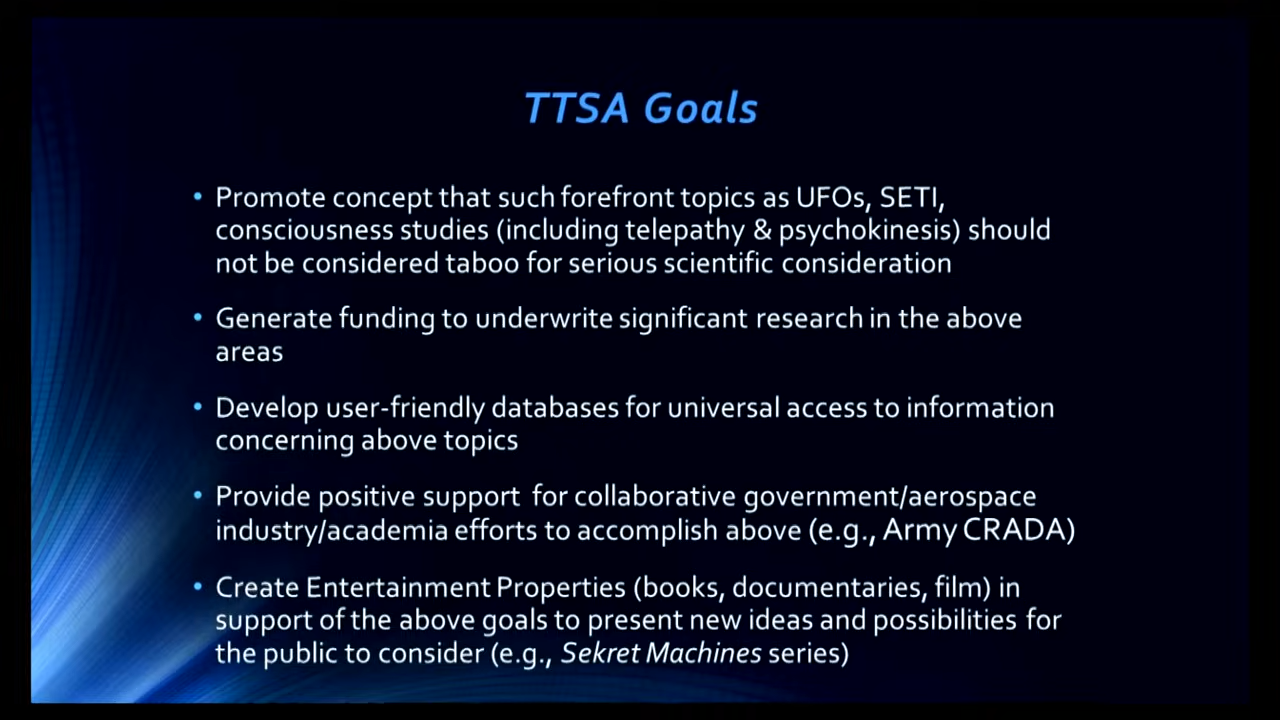 TTSA Goals
• Promote concept that such forefront topics as UFOs, SETI,
consciousness studies (including telepathy & psychokinesis) should
not be considered taboo for serious scientific consideration
• Generate funding to underwrite significant research in the above
areas
• Develop user-friendly databases for universal access to information
concerning above topics
• Provide positive support for collaborative government/aerospace
industry/academia efforts to accomplish above (e.g., Army CRADA)
• Create Entertainment Properties (books, documentaries, film) in
support of the above goals to present new ideas and possibilities for
the public to consider (e.g., Sekret Machines series)